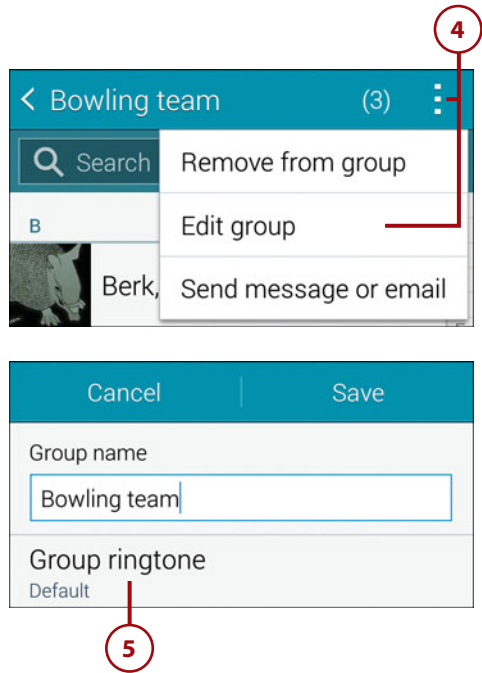 4
Bowling team (3)
Search
Remove from group
B
Edit group
Berk,
Send message or email
Cancel Save
Group name
Bowling team
Group ringtone
Default
5